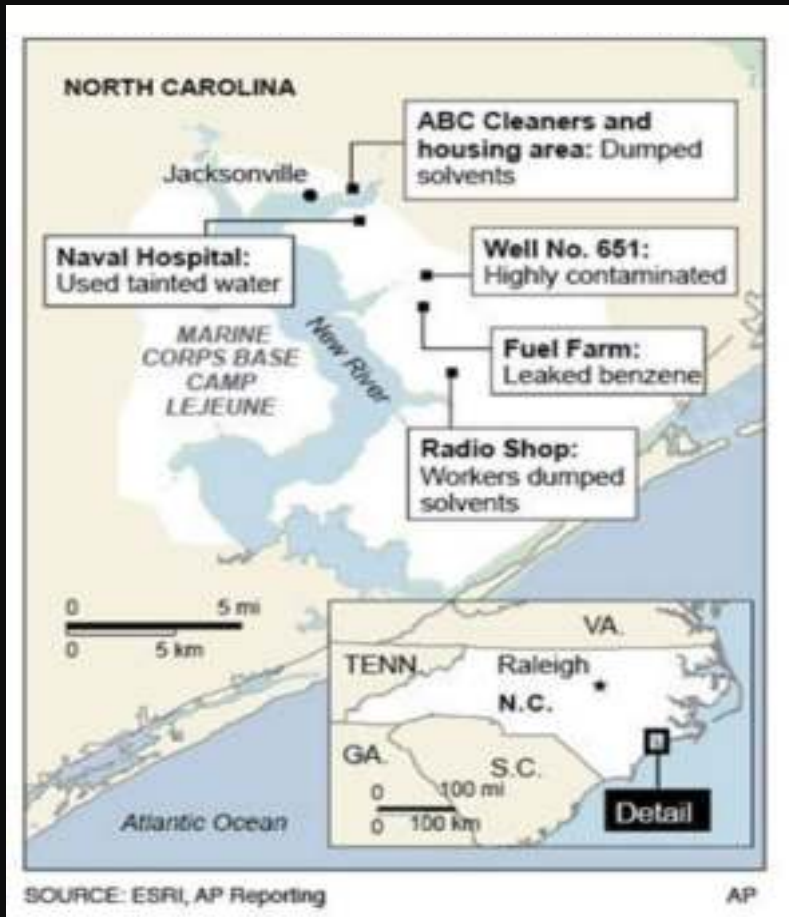 NORTH CAROLINA
ABC Cleaners and
housing area: Dumped
solvents
Jacksonville
Naval Hospital:
Used tainted water
Well No. 651:
Highly contaminated
MARINE
CORPS BASE
CAMP
LEJEUNE
New River
Fuel Farm:
Leaked benzene
Radio Shop:
Workers dumped
solvents
0 5 mi
0 5 km
VA.
TENN.
Raleigh
N.C.
GA.
S.C.
0 100 mi
0 100 km
Detail
Atlantic Ocean
SOURCE: ESRI, AP Reporting
AP